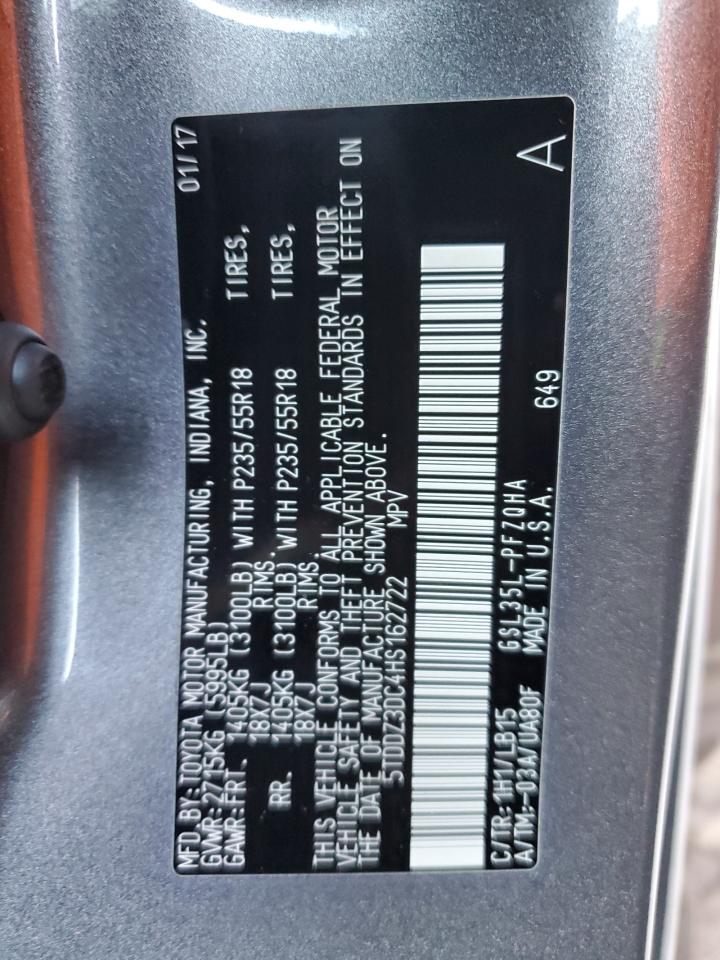 MFD. BY: TOYOTA MOTOR MANUFACTURING, INDIANA, INC. 01/17
GVWR: 2715KG (5995LB)
GAWR: FRT. 1405KG (3100LB) WITH P235/55R18 TIRES,
18X7J RIMS.
RR. 1405KG (3100LB) WITH P235/55R18 TIRES,
18X7J RIMS.
THIS VEHICLE CONFORMS TO ALL APPLICABLE FEDERAL MOTOR
VEHICLE SAFETY AND THEFT PREVENTION STANDARDS IN EFFECT ON
THE DATE OF MANUFACTURE SHOWN ABOVE.
5TDDZ3DC4HS162722 MPV
C/TR: 1H1/LB15 GSL35L-PFZQHA
A/TM: -03A/UA80F MADE IN U.S.A. 649 A